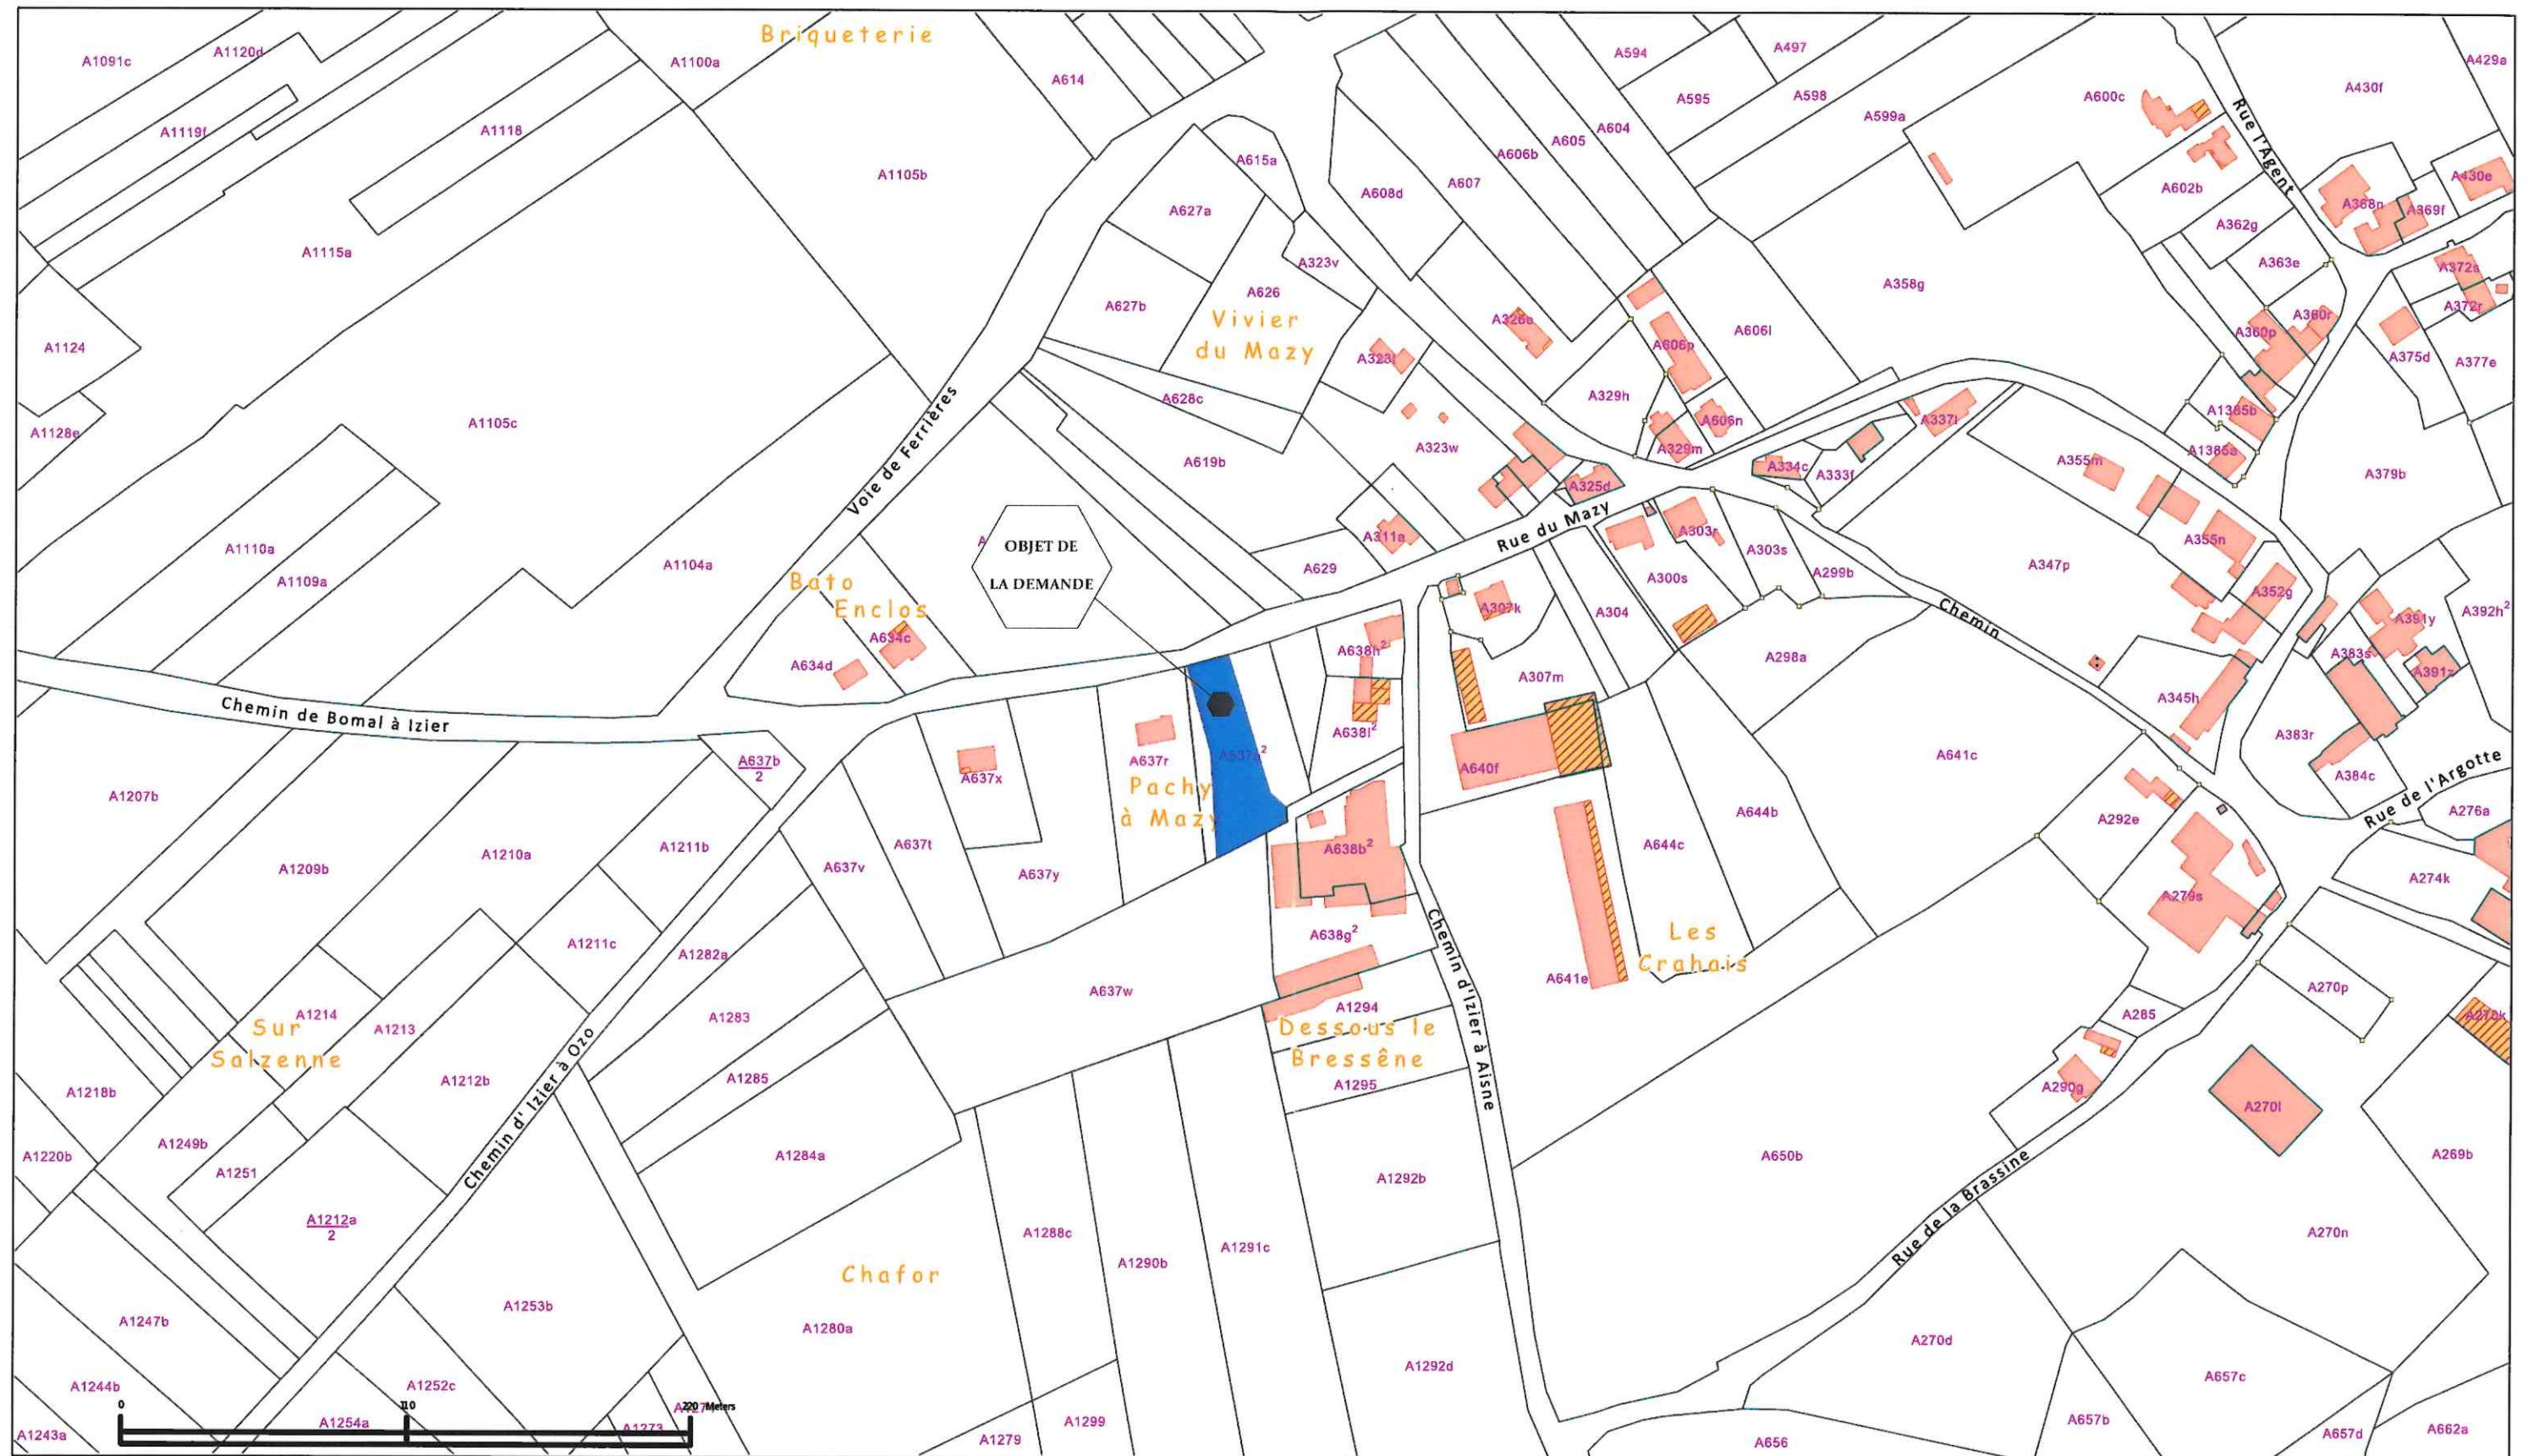 Briqueterie
A1091c
A1120d
A1100a
A614
A594
A497
A429a
A430f
A595
A598
A600c
A599a
Rue l'Agent
A1119f
A1118
A1105b
A615a
A606b
A605
A604
A608d
A607
A602b
A430e
A368n
A369f
A627a
A362g
A1115a
A323v
A363e
A372s
A627b
A626
A358g
A372r
Vivier
du Mazy
A326e
A606l
A360r
A360p
A1124
A606p
A375d
A377e
A628c
A329h
A1128e
A1105c
Voie de Ferrières
A606n
A337l
A1385b
A619b
A323w
A329m
A334c
A333f
A355m
A1385a
A379b
A325d
Rue du Mazy
OBJET DE
LA DEMANDE
A1110a
A1109a
A1104a
A311a
A303r
A303s
A355n
A629
A300s
A299b
A347p
Bato
Enclos
A307k
A304
Chemin
A352g
A392h²
A391y
A634c
A634d
A638h²
A298a
A383s
A391z
A307m
A345h
Chemin de Bomal à Izier
A638l²
A383r
A637b
2
A637x
A637r
A640f
A641c
A384c
Rue de l'Argotte
Pachy
à Mazy
A1207b
A644b
A292e
A276a
A1209b
A1210a
A1211b
A637v
A637t
A637y
A638b²
A644c
A274k
A279s
A1211c
A1282a
A638g²
Chemin d'Izier à Aisne
Les
Crahais
A641e
A637w
A1294
A270p
A285
A1214
A1213
A1283
Sur
Salzenne
Dessous le
Bressêne
A1295
A290g
A270l
A1218b
A1212b
A1285
Chemin d' Izier à Ozo
A1249b
A1220b
A1251
A1284a
A1292b
A650b
A269b
Rue de la Brassine
A1212a
2
A1288c
A1290b
A1291c
A270n
Chafor
A1253b
A1247b
A1280a
A270d
A1292d
A657c
A1244b
A1252c
0
110
220 Meters
A1254a
A1273
A1299
A1279
A1243a
A657b
A657d
A662a
A656